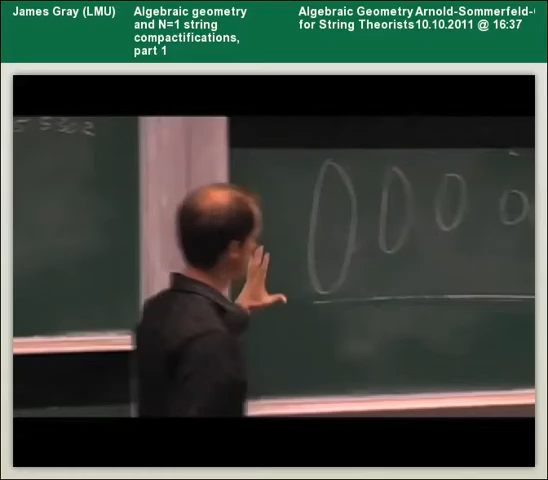 James Gray (LMU)
Algebraic geometry
and N=1 string
compactifications,
part 1
Algebraic Geometry
for String Theorists
Arnold-Sommerfeld-
10.10.2011 @ 16:37